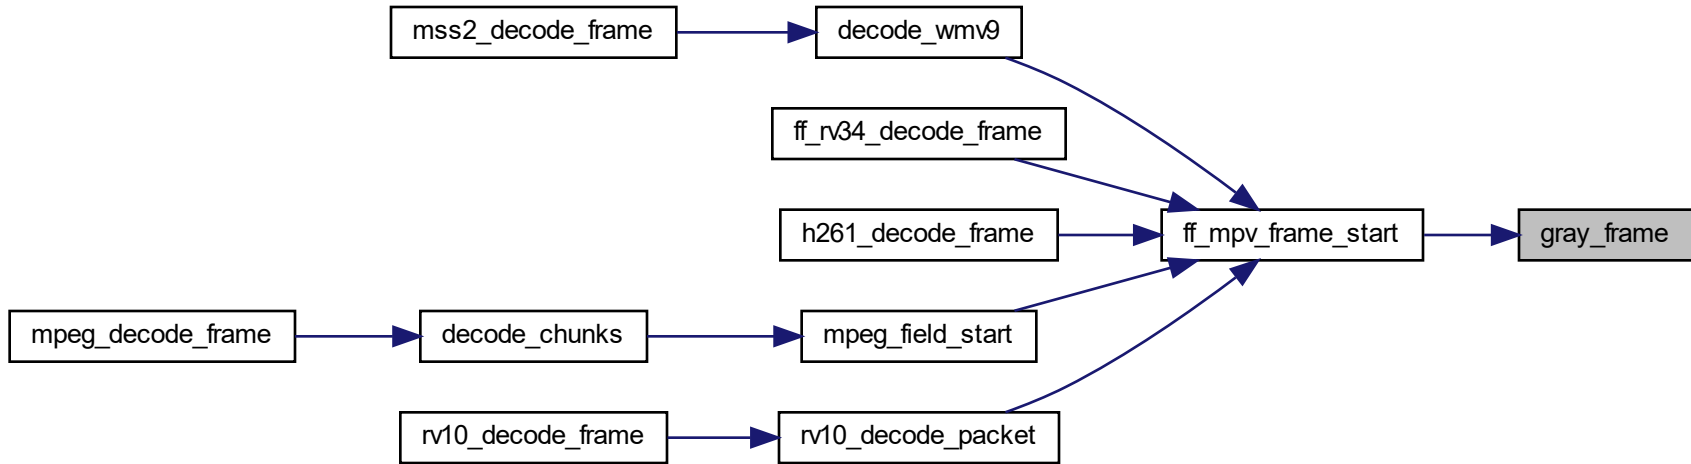 mss2_decode_frame
decode_wmv9
ff_rv34_decode_frame
h261_decode_frame
ff_mpv_frame_start
gray_frame
mpeg_decode_frame
decode_chunks
mpeg_field_start
rv10_decode_frame
rv10_decode_packet